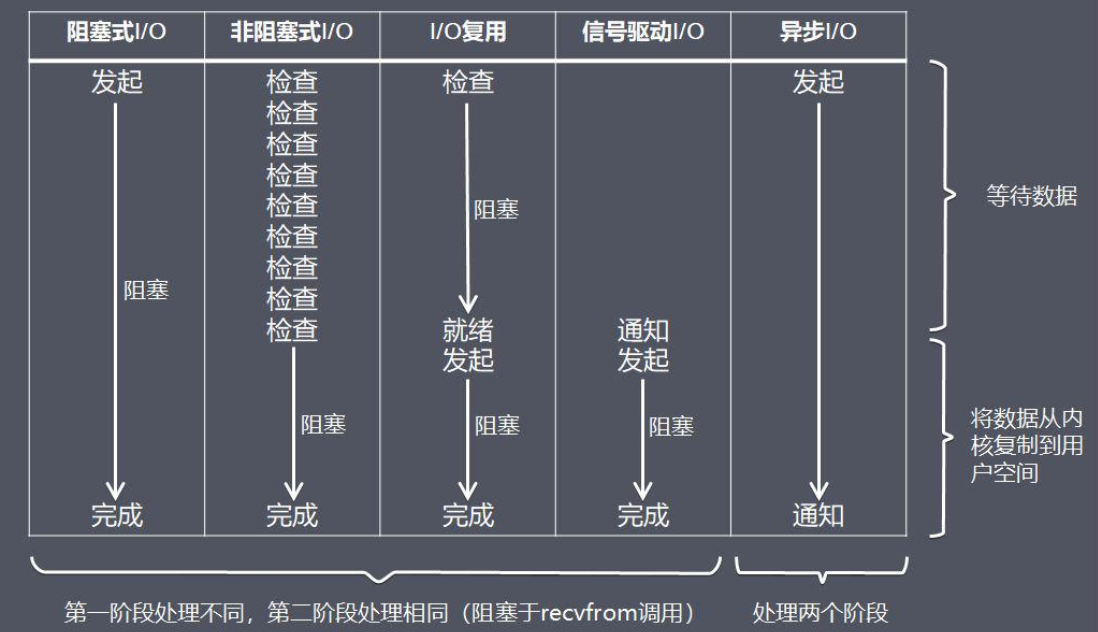 阻塞式I/O 非阻塞式I/O I/O复用 信号驱动I/O 异步I/O
发起 检查 检查 发起
检查
检查
检查
检查 阻塞
检查
检查
阻塞 检查
检查 就绪 通知
发起 发起
阻塞 阻塞 阻塞
完成 完成 完成 完成 通知
等待数据
将数据从内
核复制到用
户空间
第一阶段处理不同，第二阶段处理相同（阻塞于recvfrom调用）
处理两个阶段